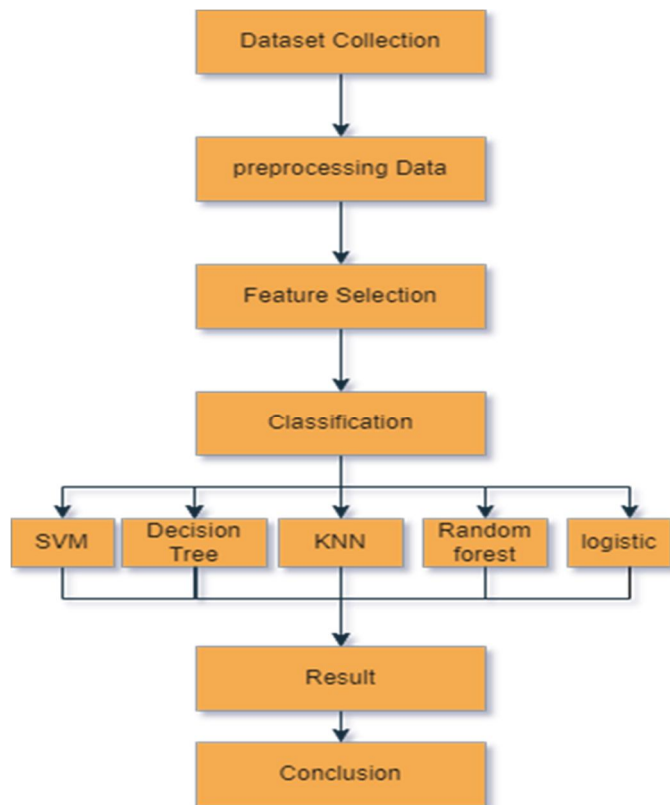 Dataset Collection
preprocessing Data
Feature Selection
Classification
SVM
Decision
Tree
KNN
Random
forest
logistic
Result
Conclusion